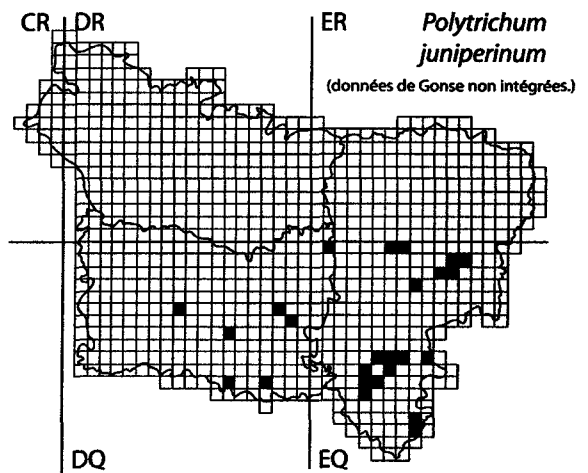 CR DR ER Polytrichum
juniperinum
(données de Gonse non intégrées.)
DQ EQ